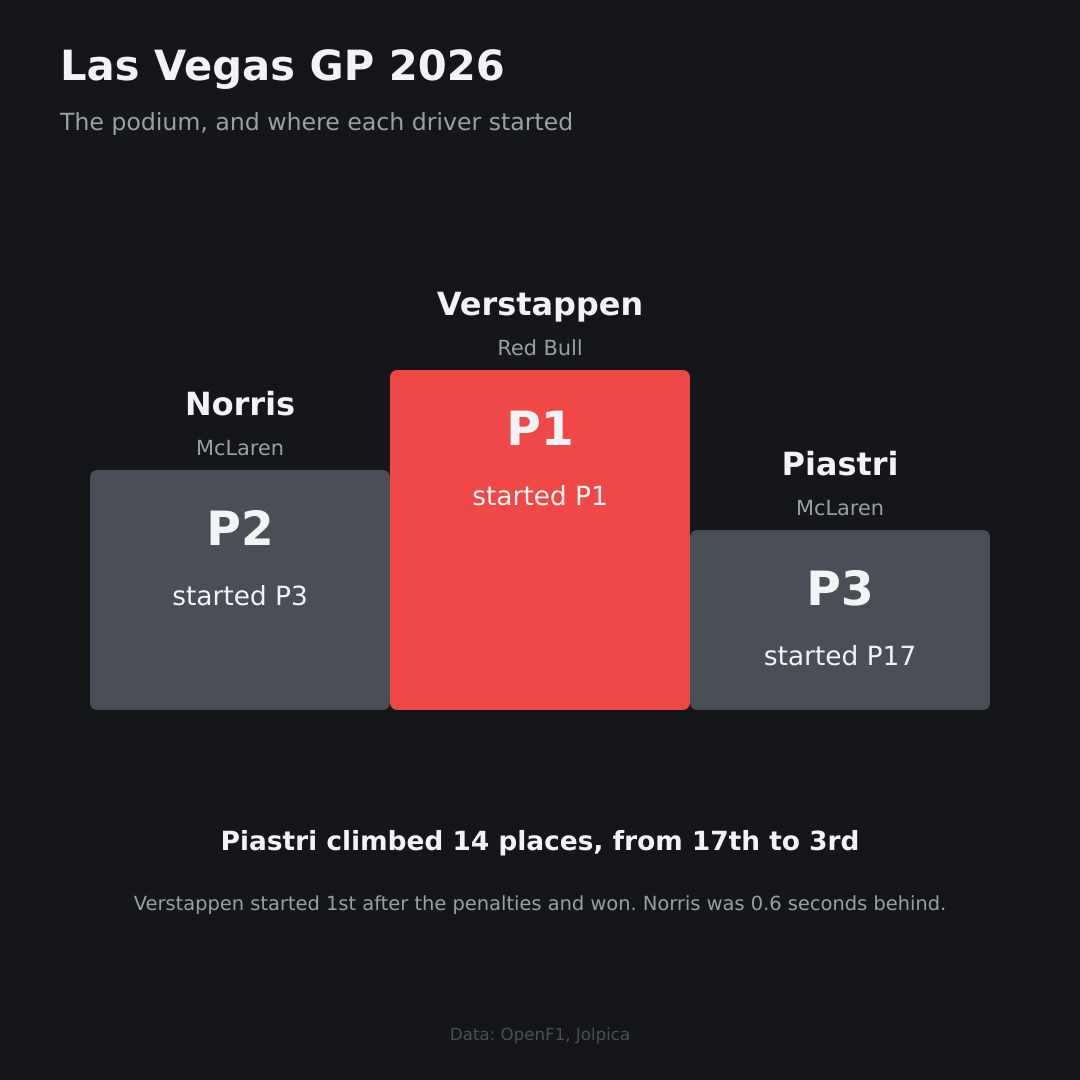 Las Vegas GP 2026
The podium, and where each driver started
Verstappen
Red Bull
P1
started P1
Norris
McLaren
P2
started P3
Piastri
McLaren
P3
started P17
Piastri climbed 14 places, from 17th to 3rd
Verstappen started 1st after the penalties and won. Norris was 0.6 seconds behind.
Data: OpenF1, Jolpica